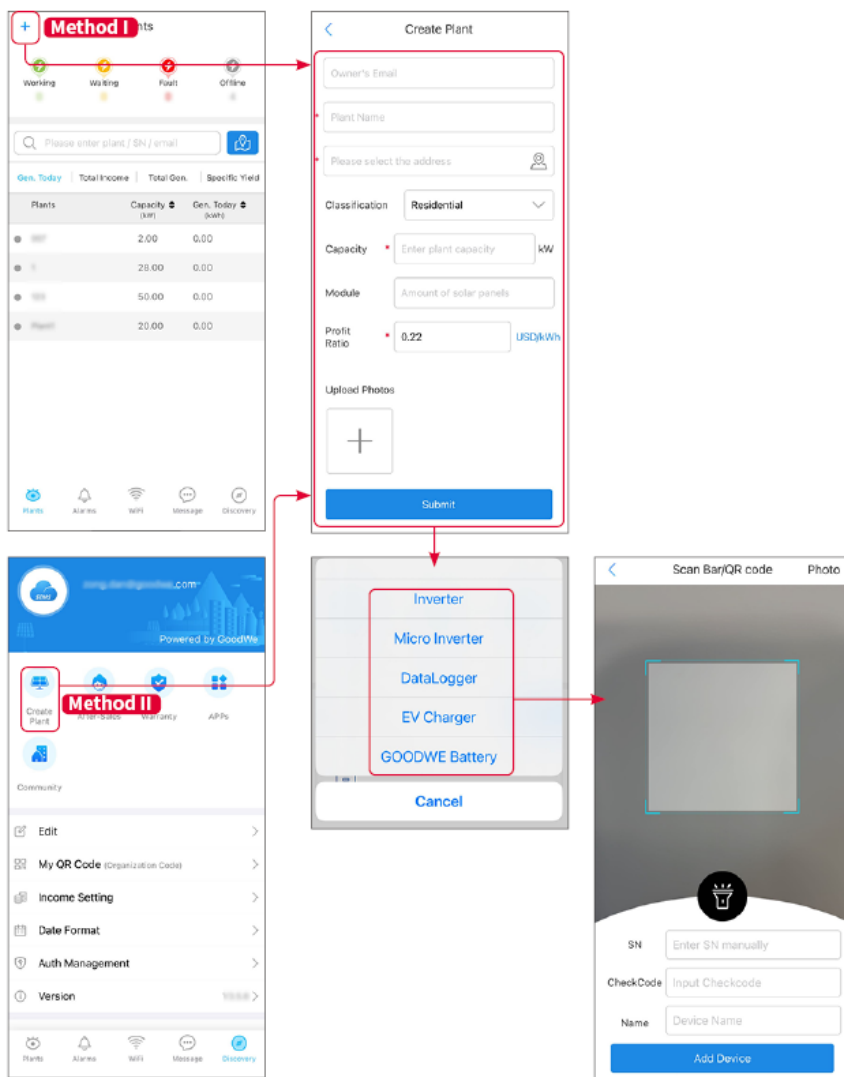 + Method I nts
Working Waiting Fault Offline
Please enter plant / SN / email
Gen. Today Total Income Total Gen. Specific Yield
Plants Capacity Gen. Today
(kW) (kWh)
2.00 0.00
28.00 0.00
50.00 0.00
20.00 0.00
Plants Alarms WiFi Message Discovery
Create Plant
Owner's Email
* Plant Name
* Please select the address
Classification Residential
Capacity * Enter plant capacity kW
Module Amount of solar panels
Profit
Ratio * 0.22 USD/kWh
Upload Photos
Submit
.com
Powered by GoodWe
Create
Plant
Method II
After-Sales Warranty APPs
Community
Edit
My QR Code (Organization Code)
Income Setting
Date Format
Auth Management
Version
Plants Alarms WiFi Message Discovery
Inverter
Micro Inverter
DataLogger
EV Charger
GOODWE Battery
Cancel
Scan Bar/QR code Photo
SN Enter SN manually
CheckCode Input Checkcode
Name Device Name
Add Device